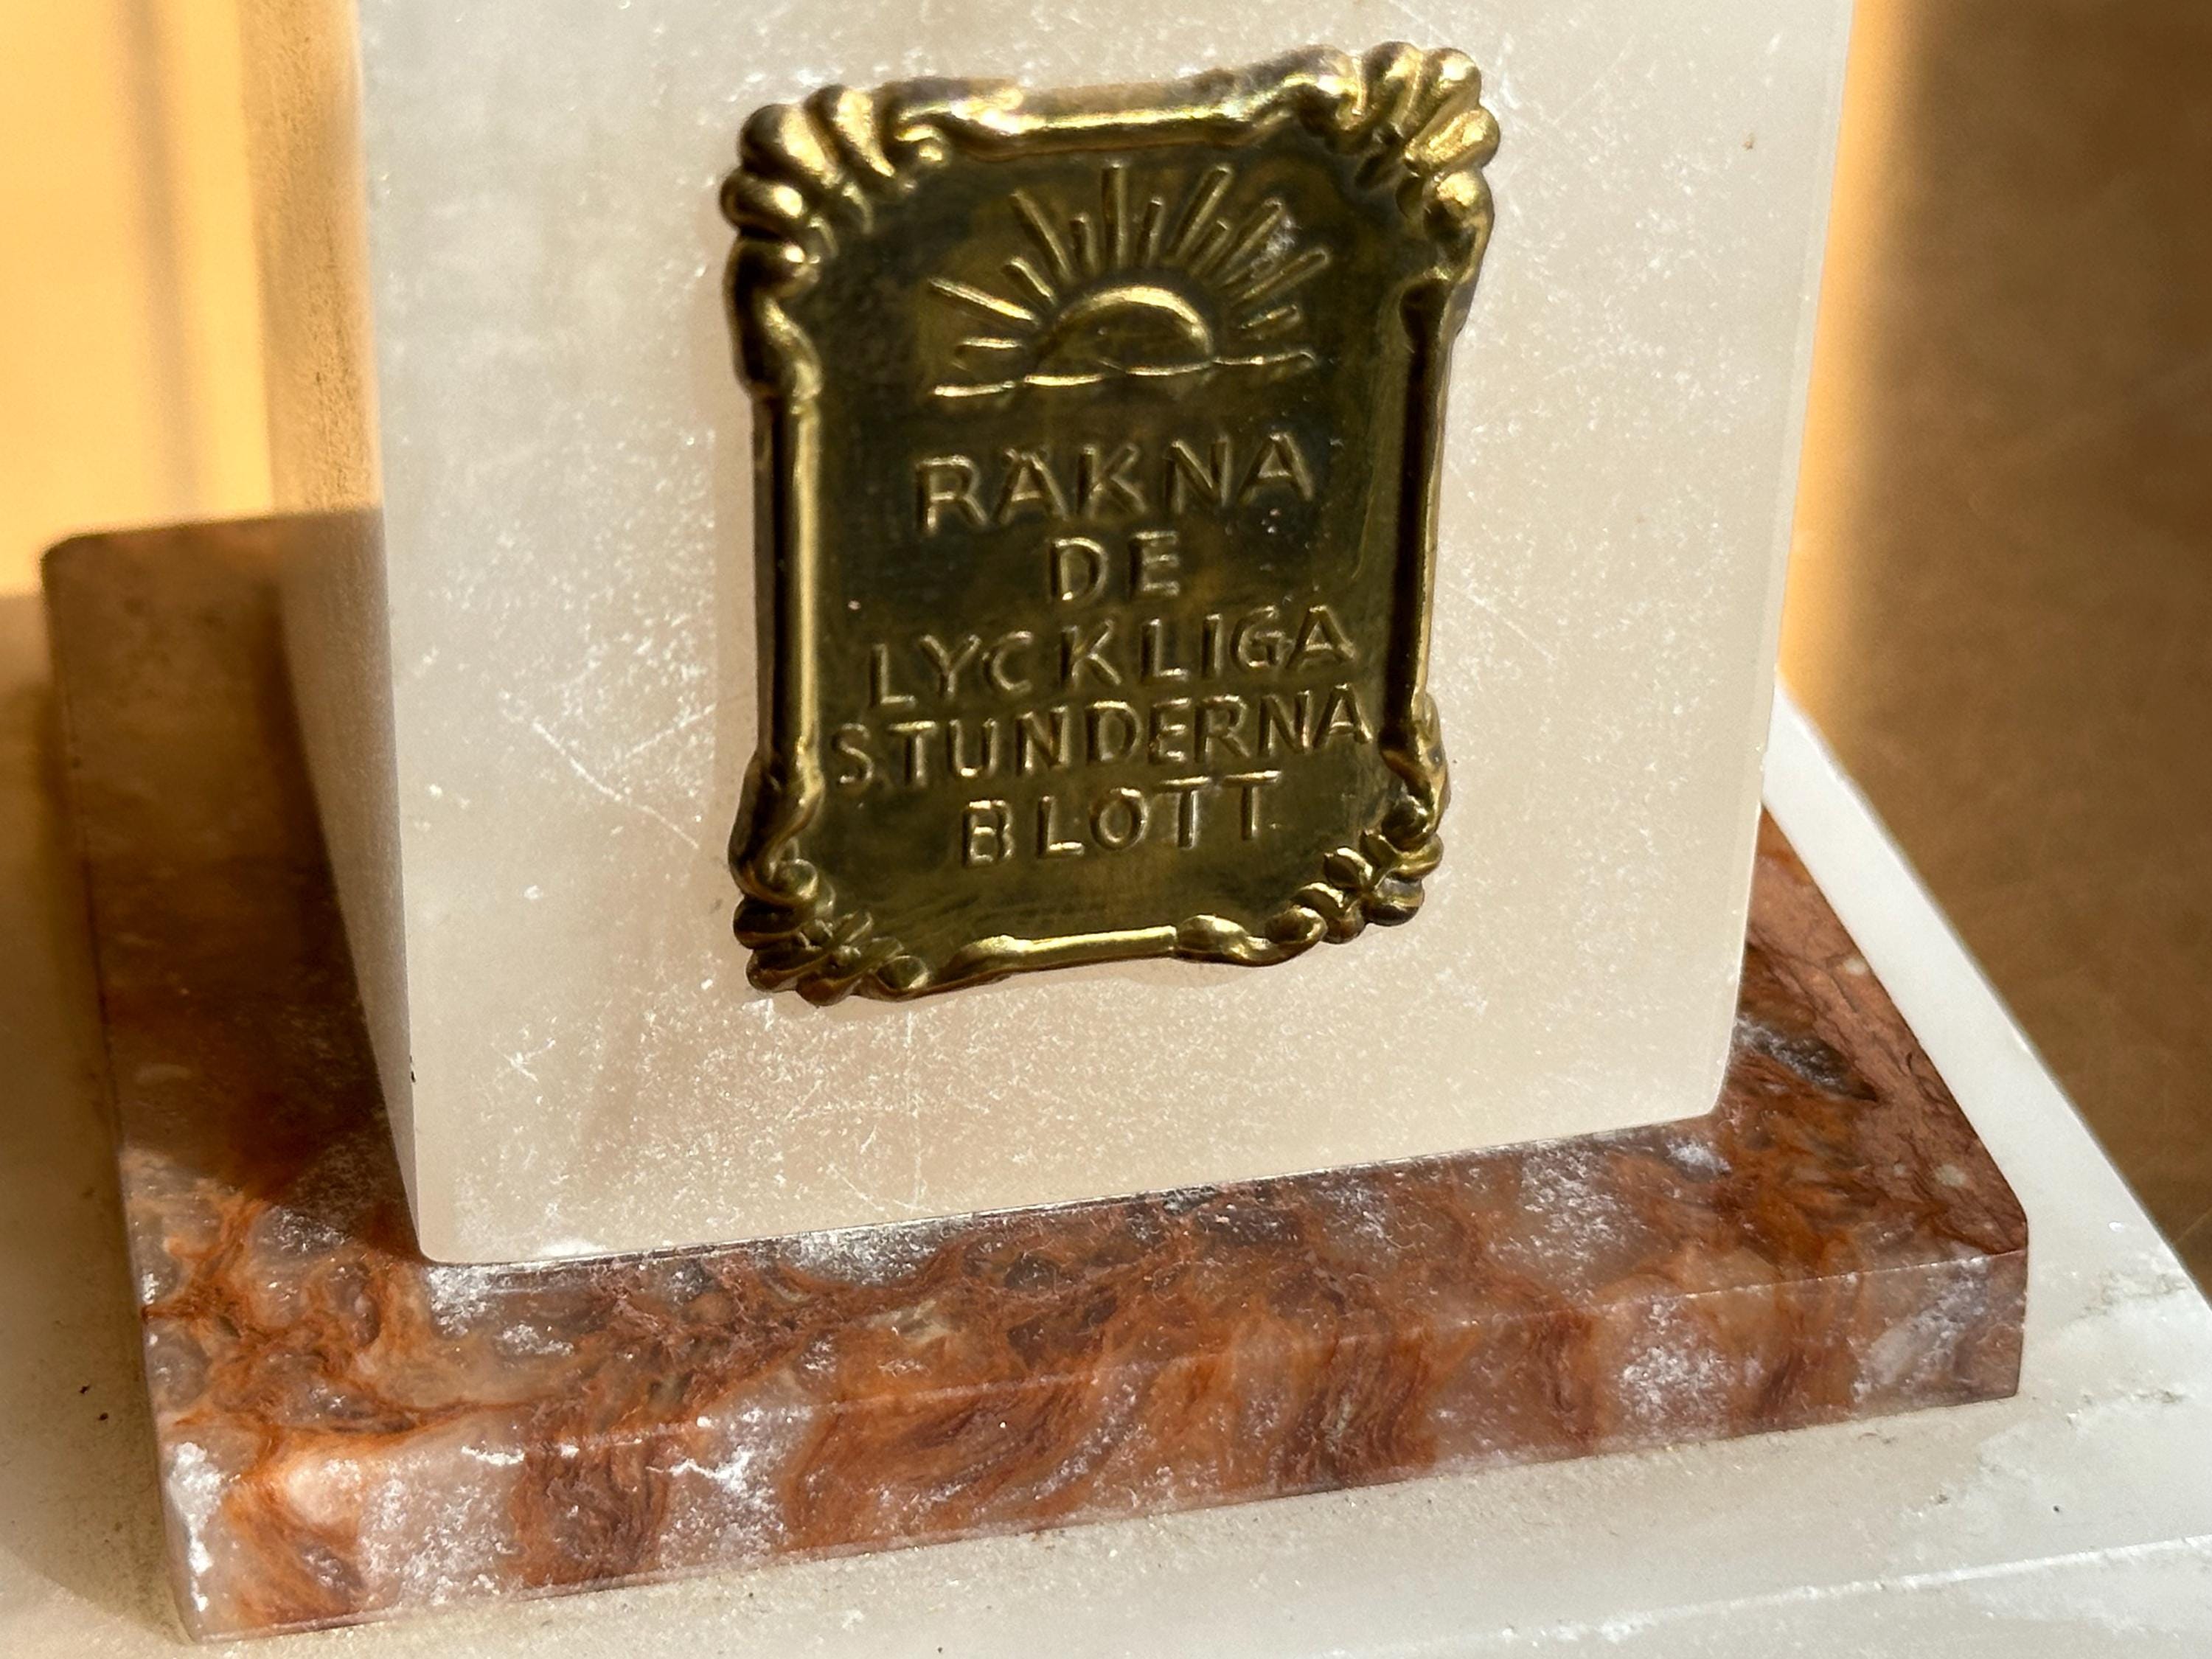 RÄKNA
DE
LYCKLIGA
STUNDERNA
BLOTT